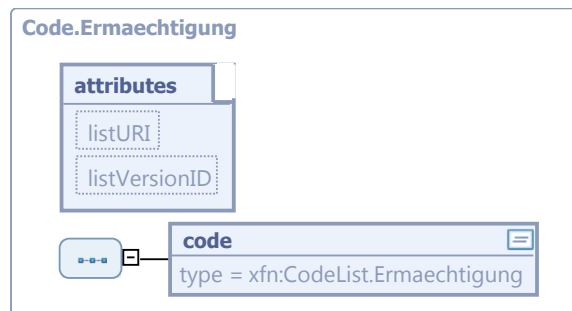 Code.Ermaechtigung
attributes
listURI
listVersionID
code
type = xfn:CodeList.Ermaechtigung